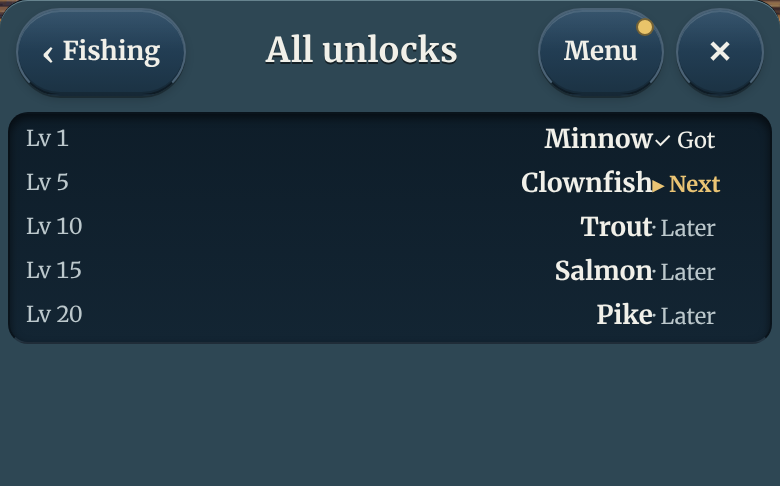 ‹ Fishing All unlocks Menu ✕
Lv 1 Minnow ✓ Got
Lv 5 Clownfish ▸ Next
Lv 10 Trout · Later
Lv 15 Salmon · Later
Lv 20 Pike · Later